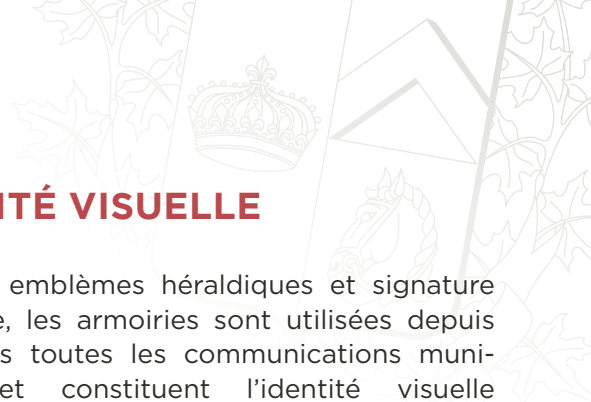 ITÉ VISUELLE
emblèmes héraldiques et signature
, les armoiries sont utilisées depuis
s toutes les communications muni-
et constituent l’identité visuelle